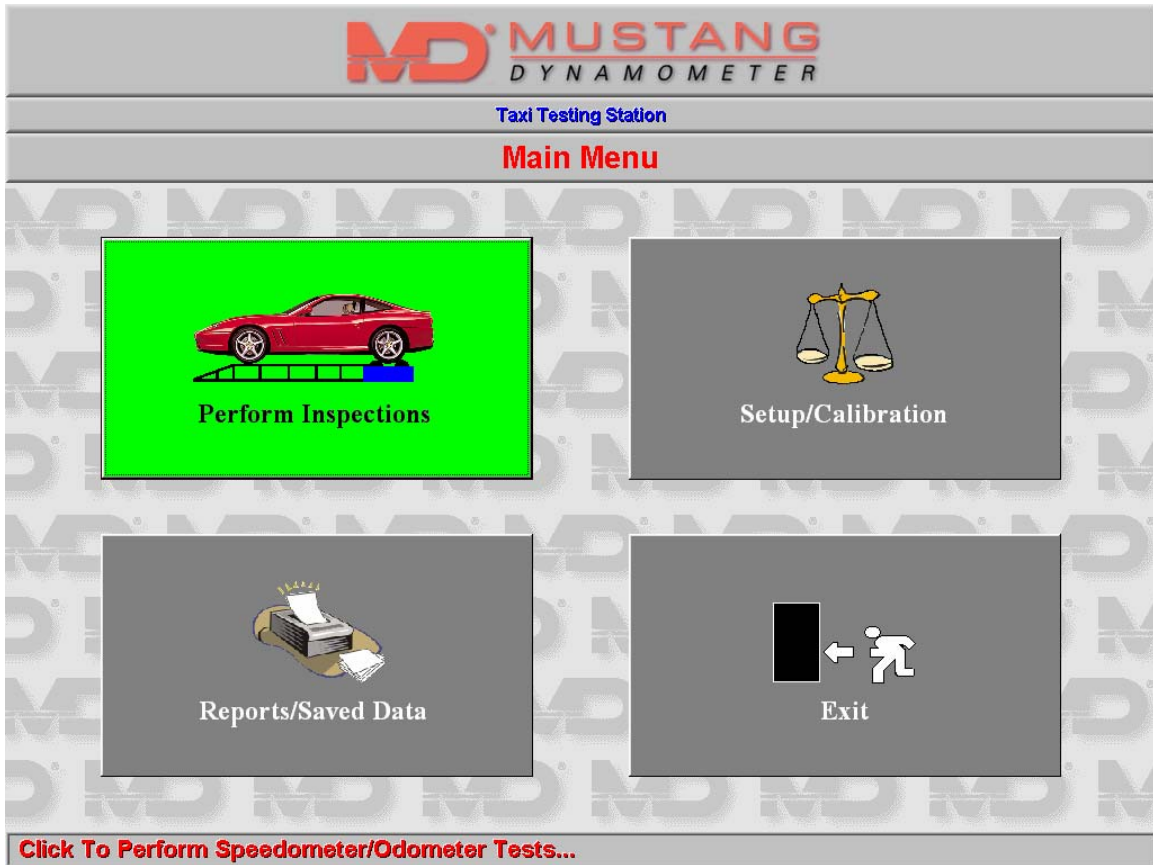 MD MUSTANG
DYNAMOMETER
Taxi Testing Station
Main Menu
Perform Inspections
Setup/Calibration
Reports/Saved Data
Exit
Click To Perform Speedometer/Odometer Tests...